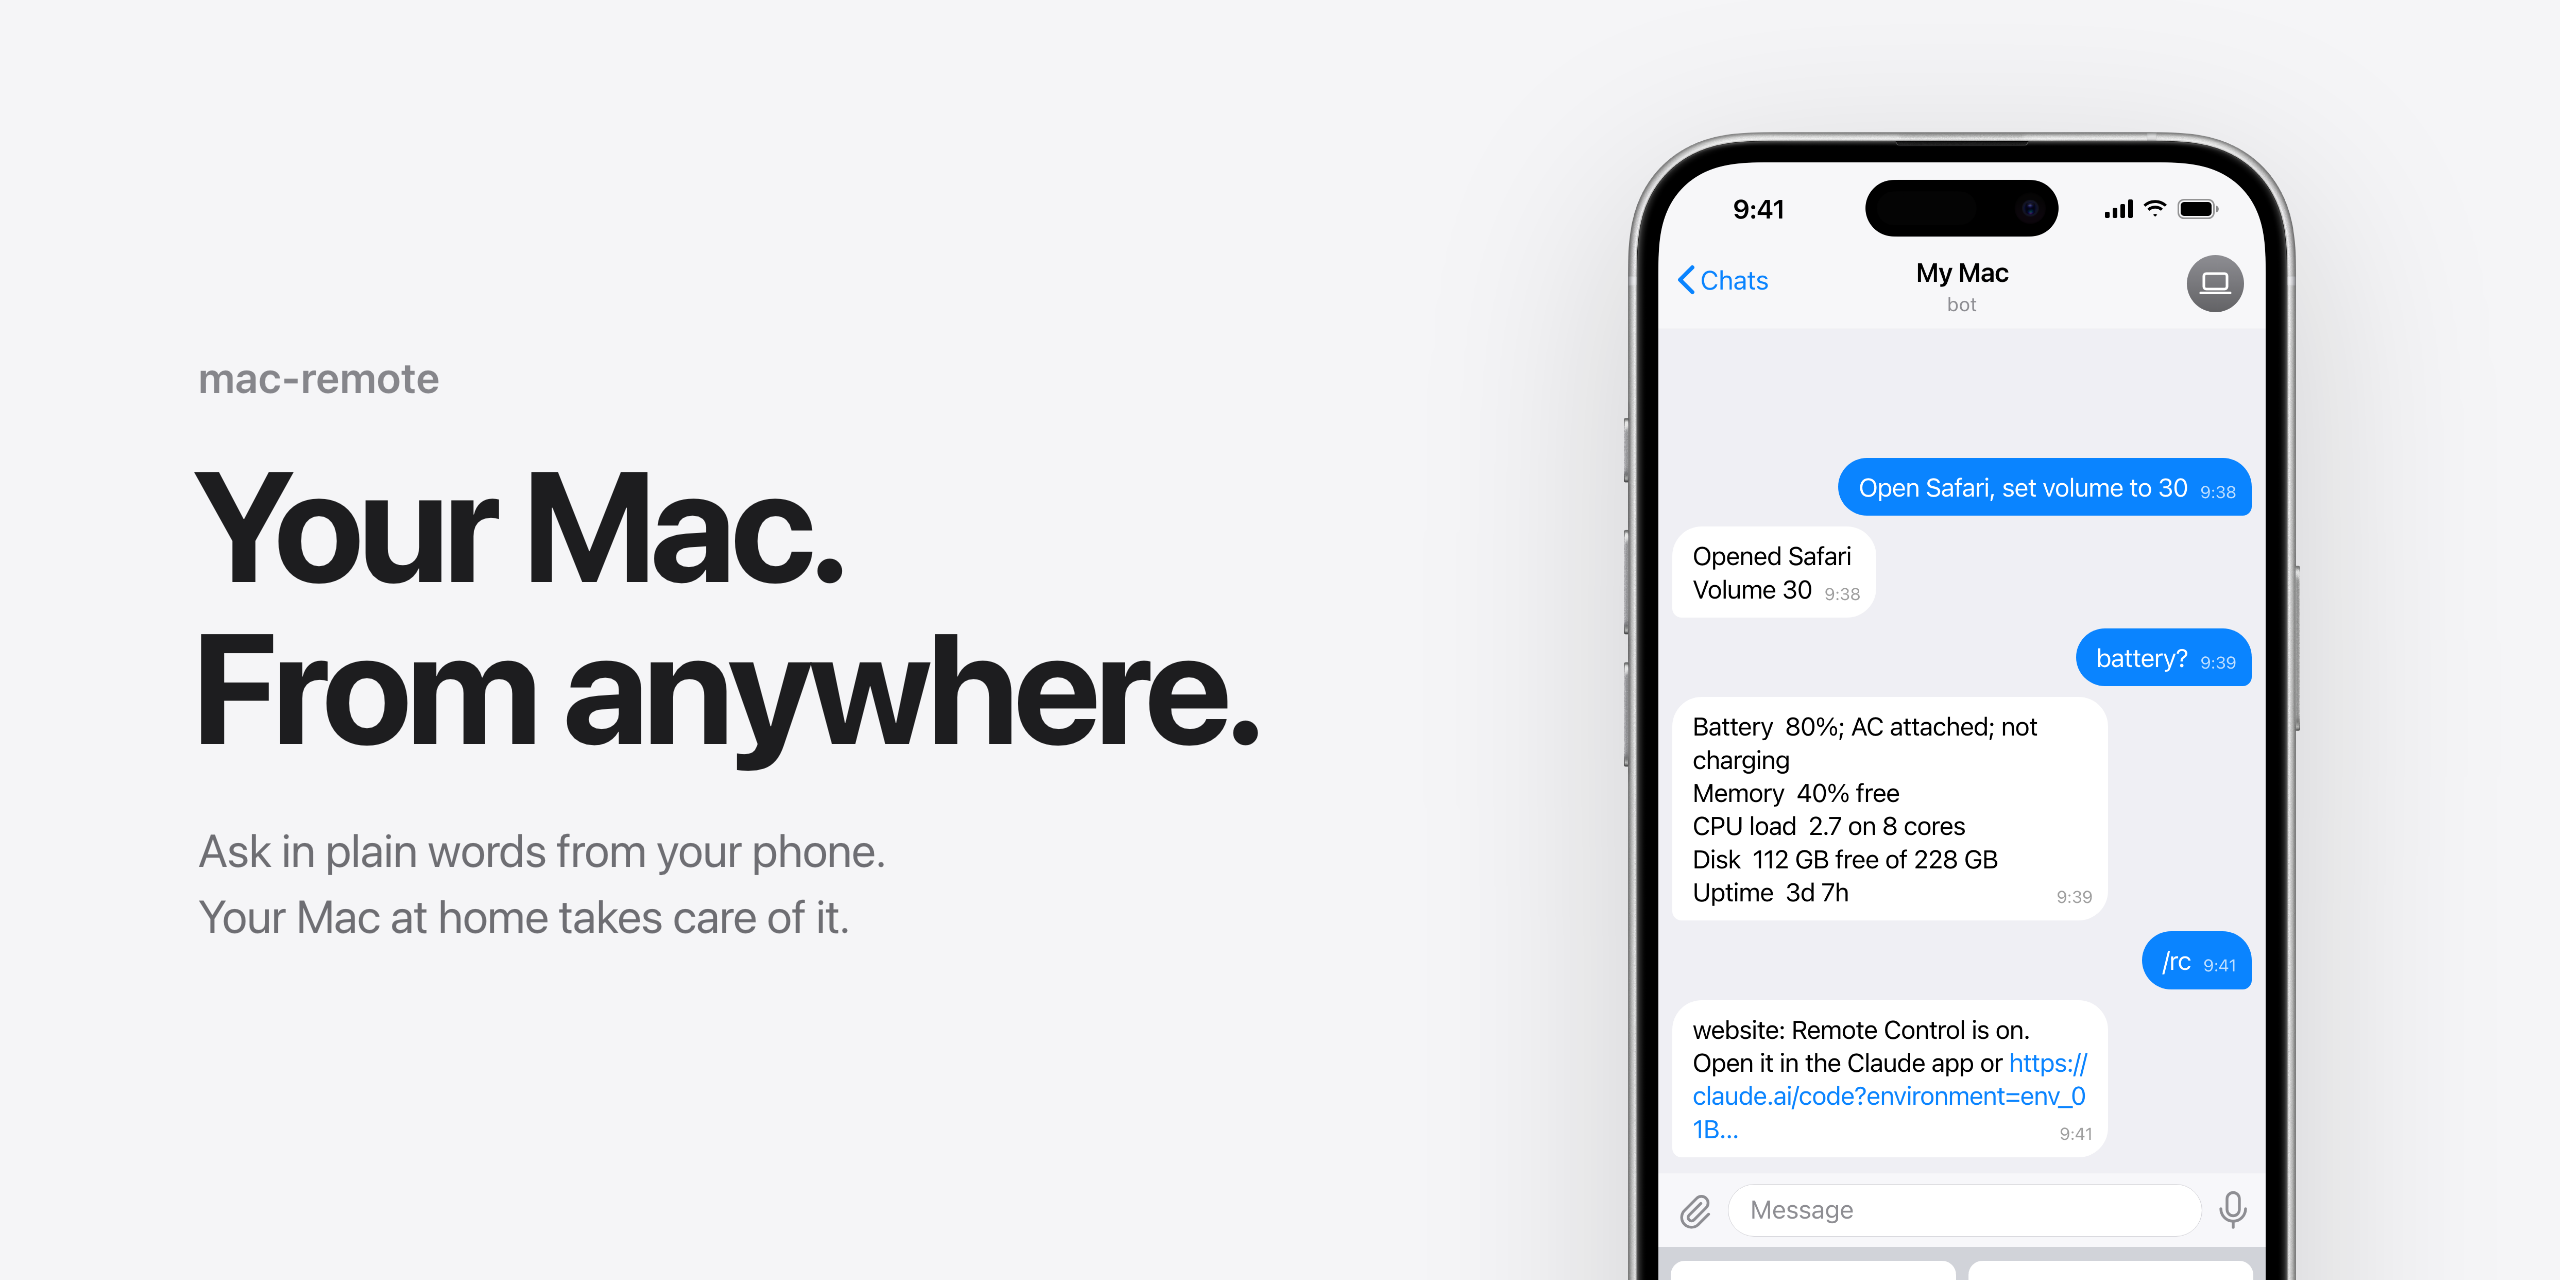 mac-remote
Your Mac.
From anywhere.
Ask in plain words from your phone.
Your Mac at home takes care of it.
9:41
Chats
My Mac
bot
Open Safari, set volume to 30 9:38
Opened Safari
Volume 30 9:38
battery? 9:39
Battery 80%; AC attached; not
charging
Memory 40% free
CPU load 2.7 on 8 cores
Disk 112 GB free of 228 GB
Uptime 3d 7h 9:39
/rc 9:41
website: Remote Control is on.
Open it in the Claude app or https://
claude.ai/code?environment=env_0
1B... 9:41
Message